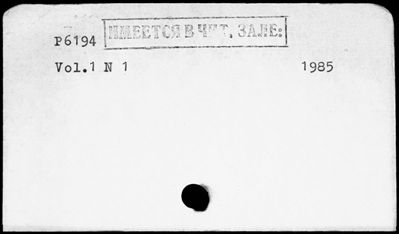 P6194 ИМЕЕТСЯ В ЧИТ. ЗАЛЕ:
Vol.1 N 1 1985